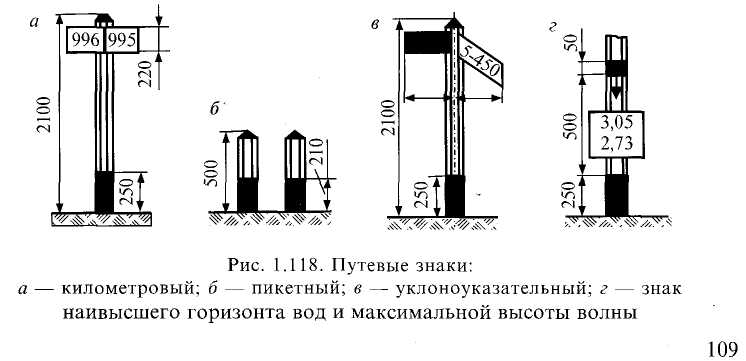 а
996 995
220
2100
250
б
500
210
в
5-450
2100
250
г
50
500
3,05
2,73
250
Рис. 1.118. Путевые знаки:
а — километровый; б — пикетный; в — уклоноуказательный; г — знак
наивысшего горизонта вод и максимальной высоты волны
109